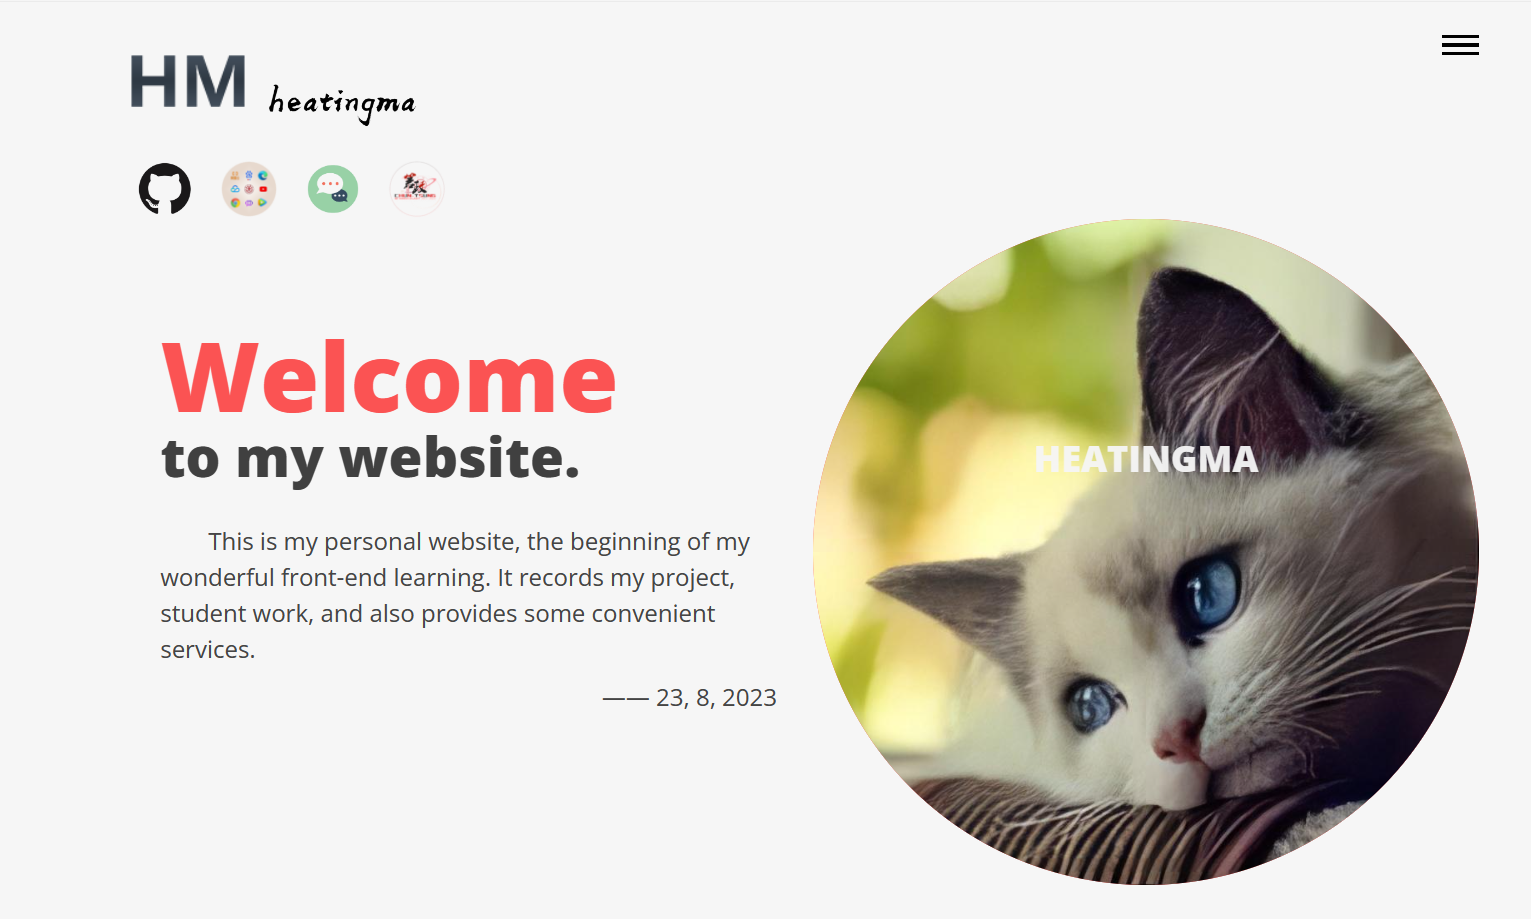 HM heatingma
Welcome
to my website.
This is my personal website, the beginning of my
wonderful front-end learning. It records my project,
student work, and also provides some convenient
services.
—— 23, 8, 2023
HEATINGMA